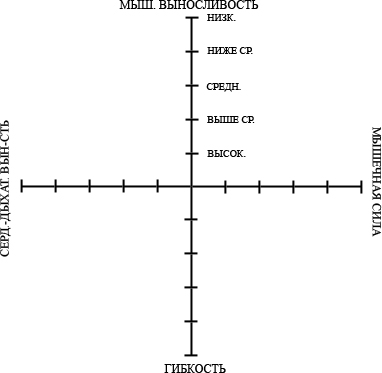 МЫШ. ВЫНОСЛИВОСТЬ
НИЗК.
НИЖЕ СР.
СРЕДН.
ВЫШЕ СР.
ВЫСОК.
СЕРД.-ДЫХАТ. ВЫН-СТЬ
МЫШЕЧНАЯ СИЛА
ГИБКОСТЬ